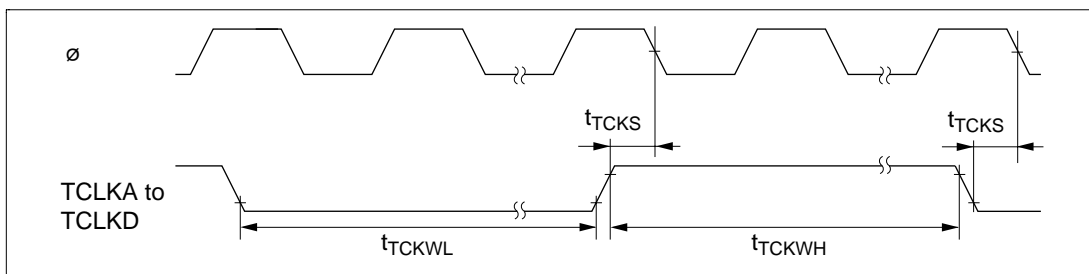 ø
tTCKS
tTCKS
TCLKA to
TCLKD
tTCKWL
tTCKWH